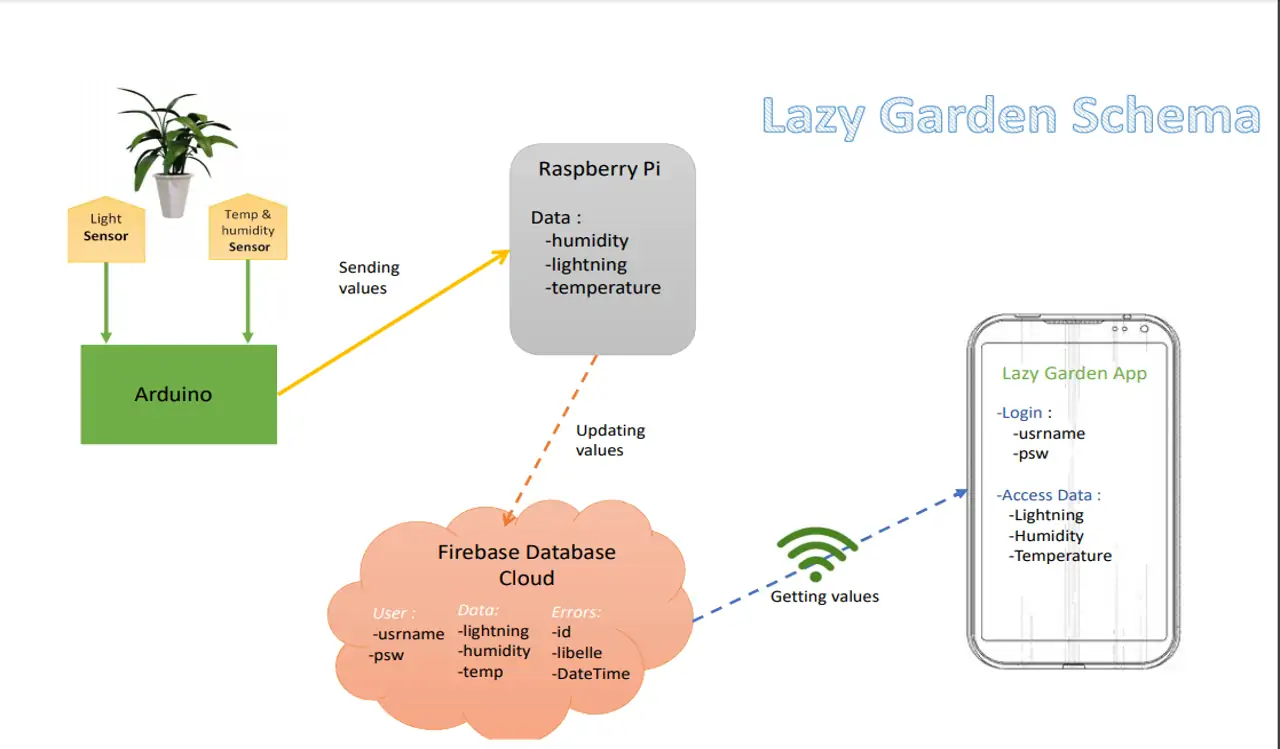 Lazy Garden Schema
Light
Sensor
Temp &
humidity
Sensor
Arduino
Sending
values
Raspberry Pi
Data :
-humidity
-lightning
-temperature
Updating
values
Firebase Database
Cloud
User :
-usrname
-psw
Data:
-lightning
-humidity
-temp
Errors:
-id
-libelle
-DateTime
Getting values
Lazy Garden App
-Login :
-usrname
-psw
-Access Data :
-Lightning
-Humidity
-Temperature